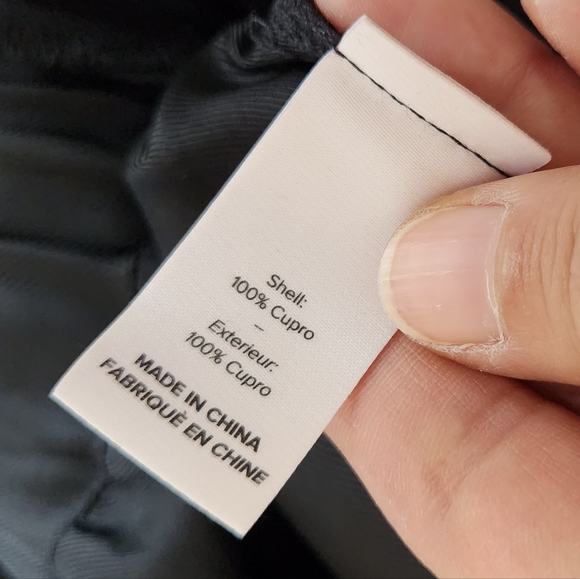 Shell:
100% Cupro
–
Exterieur:
100% Cupro
MADE IN CHINA
FABRIQUÈ EN CHINE